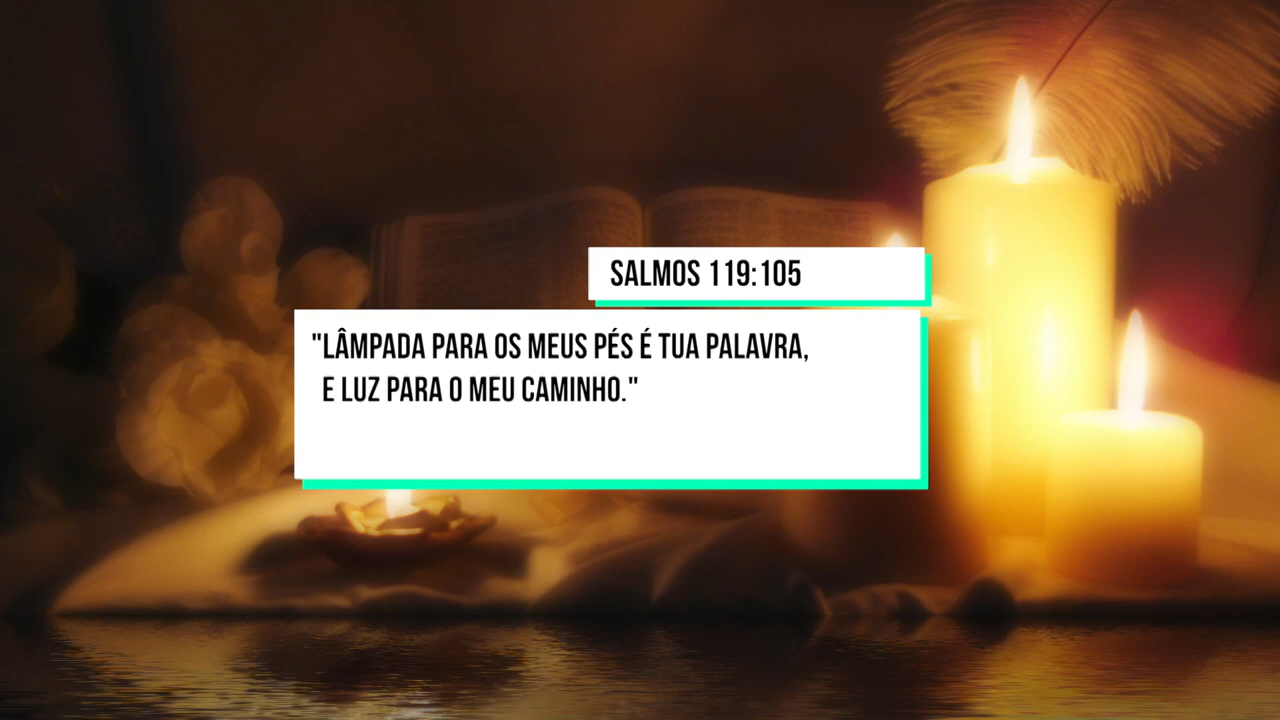 SALMOS 119:105
"LÂMPADA PARA OS MEUS PÉS É TUA PALAVRA,
E LUZ PARA O MEU CAMINHO."